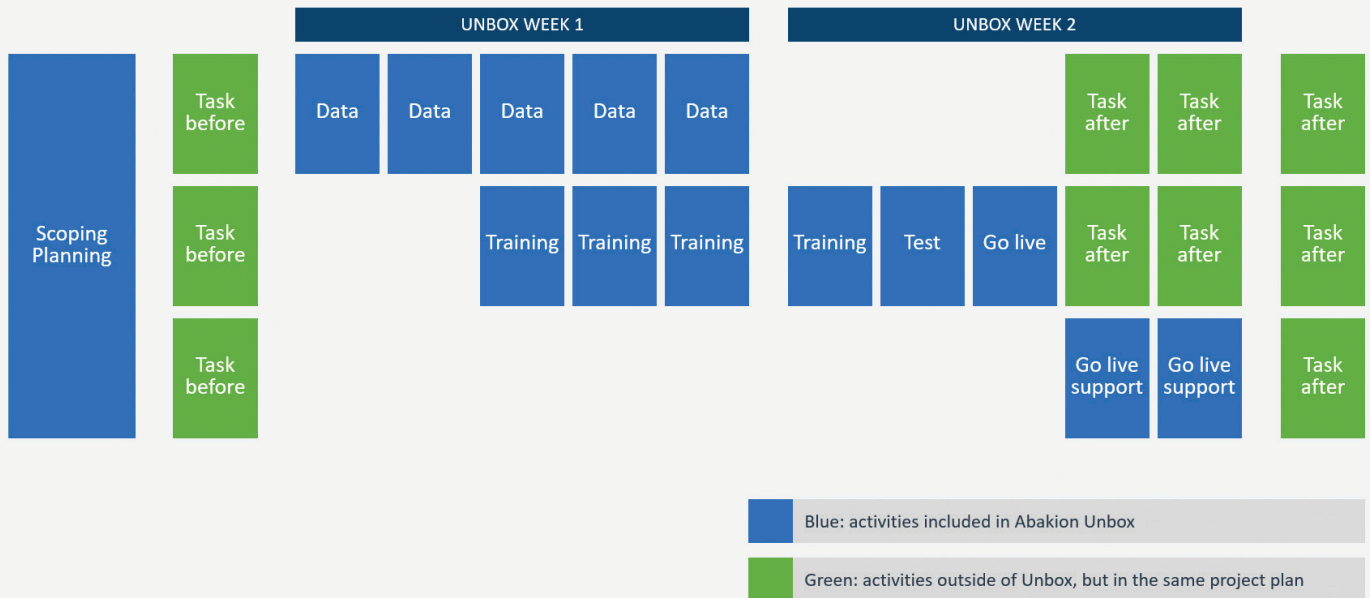 UNBOX WEEK 1
UNBOX WEEK 2
Scoping
Planning
Task
before
Data
Data
Data
Data
Data
Task
after
Task
after
Task
after
Task
before
Training
Training
Training
Training
Test
Go live
Task
after
Task
after
Task
after
Task
before
Go live
support
Go live
support
Task
after
Blue: activities included in Abakion Unbox
Green: activities outside of Unbox, but in the same project plan